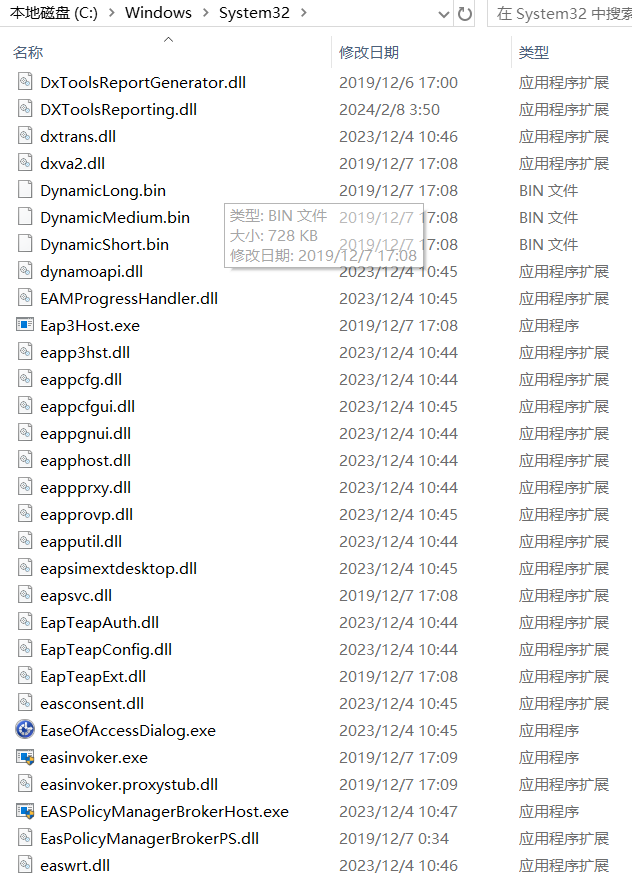 本地磁盘 (C:) > Windows > System32 > 在 System32 中搜索
名称 修改日期 类型
DxToolsReportGenerator.dll 2019/12/6 17:00 应用程序扩展
DXToolsReporting.dll 2024/2/8 3:50 应用程序扩展
dxtrans.dll 2023/12/4 10:46 应用程序扩展
dxva2.dll 2019/12/7 17:08 应用程序扩展
DynamicLong.bin 2019/12/7 17:08 BIN 文件
DynamicMedium.bin 2019/12/7 17:08 BIN 文件
类型: BIN 文件
DynamicShort.bin 2019/12/7 17:08 BIN 文件
大小: 728 KB
修改日期: 2019/12/7 17:08
dynamoapi.dll 2023/12/4 10:45 应用程序扩展
EAMProgressHandler.dll 2023/12/4 10:45 应用程序扩展
Eap3Host.exe 2019/12/7 17:08 应用程序
eapp3hst.dll 2023/12/4 10:44 应用程序扩展
eappcfg.dll 2023/12/4 10:44 应用程序扩展
eappcfgui.dll 2023/12/4 10:45 应用程序扩展
eappgnui.dll 2023/12/4 10:44 应用程序扩展
eapphost.dll 2023/12/4 10:44 应用程序扩展
eappprxy.dll 2023/12/4 10:44 应用程序扩展
eapprovp.dll 2023/12/4 10:45 应用程序扩展
eapputil.dll 2023/12/4 10:44 应用程序扩展
eapsimextdesktop.dll 2023/12/4 10:45 应用程序扩展
eapsvc.dll 2019/12/7 17:08 应用程序扩展
EapTeapAuth.dll 2023/12/4 10:44 应用程序扩展
EapTeapConfig.dll 2023/12/4 10:44 应用程序扩展
EapTeapExt.dll 2019/12/7 17:08 应用程序扩展
easconsent.dll 2023/12/4 10:45 应用程序扩展
EaseOfAccessDialog.exe 2023/12/4 10:45 应用程序
easinvoker.exe 2019/12/7 17:09 应用程序
easinvoker.proxystub.dll 2019/12/7 17:09 应用程序扩展
EASPolicyManagerBrokerHost.exe 2023/12/4 10:47 应用程序
EasPolicyManagerBrokerPS.dll 2019/12/7 0:34 应用程序扩展
easwrt.dll 2023/12/4 10:46 应用程序扩展